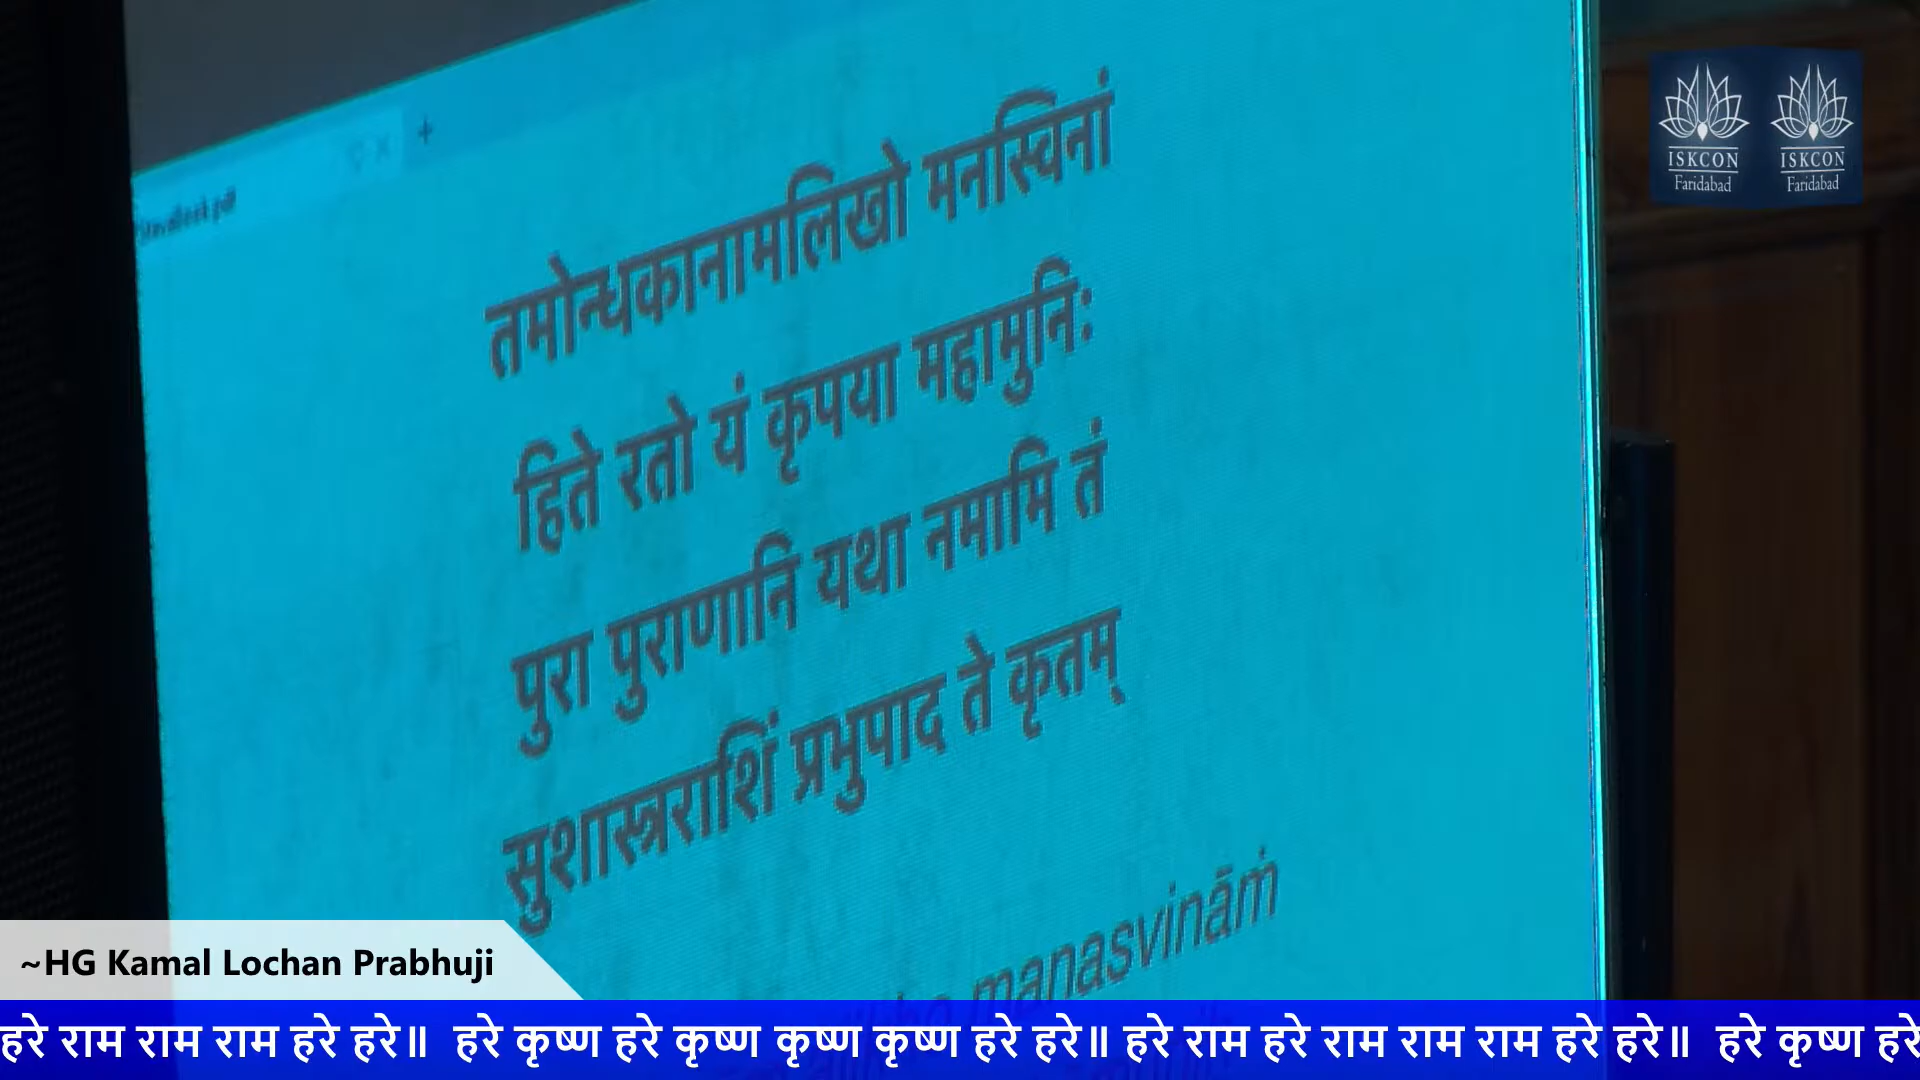 तमोन्धकानामलिखो मनस्विनां
हिते रतो यं कृपया महामुनिः
पुरा पुराणानि यथा नमामि तं
सुशास्त्रराशिं प्रभुपाद ते कृतम्
manasvināṁ
ISKCON
Faridabad
ISKCON
Faridabad
~HG Kamal Lochan Prabhuji
हरे राम राम राम हरे हरे॥ हरे कृष्ण हरे कृष्ण कृष्ण कृष्ण हरे हरे॥ हरे राम हरे राम राम राम हरे हरे॥ हरे कृष्ण हरे